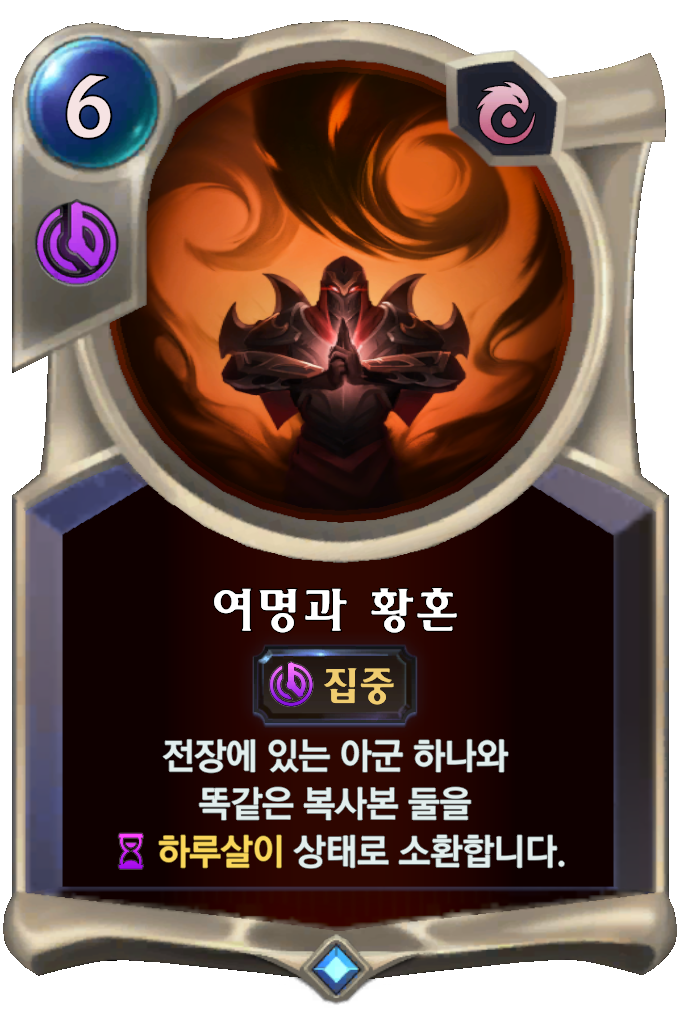 6
여명과 황혼
집중
전장에 있는 아군 하나와
똑같은 복사본 둘을
하루살이 상태로 소환합니다.